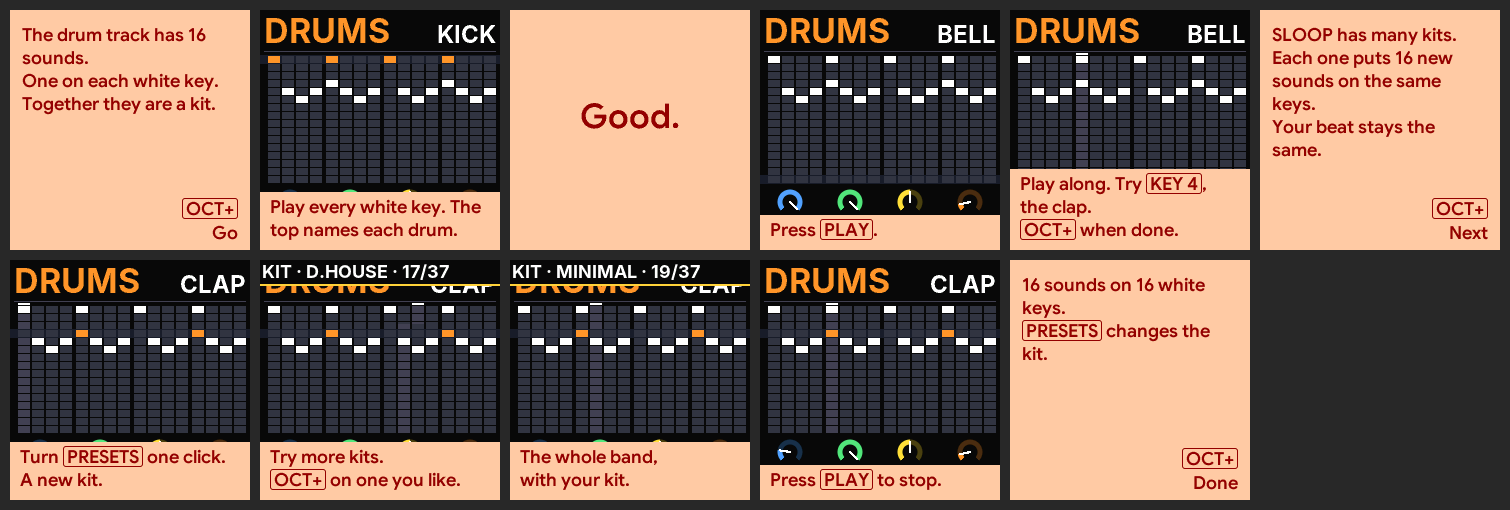 The drum track has 16
sounds.
One on each white key.
Together they are a kit.
OCT+
Go
DRUMS KICK
Play every white key. The
top names each drum.
Good.
DRUMS BELL
Press PLAY.
DRUMS BELL
Play along. Try KEY 4,
the clap.
OCT+ when done.
SLOOP has many kits.
Each one puts 16 new
sounds on the same
keys.
Your beat stays the
same.
OCT+
Next
DRUMS CLAP
Turn PRESETS one click.
A new kit.
KIT · D.HOUSE · 17/37
DRUMS CLAP
Try more kits.
OCT+ on one you like.
KIT · MINIMAL · 19/37
DRUMS CLAP
The whole band,
with your kit.
DRUMS CLAP
Press PLAY to stop.
16 sounds on 16 white
keys.
PRESETS changes the
kit.
OCT+
Done